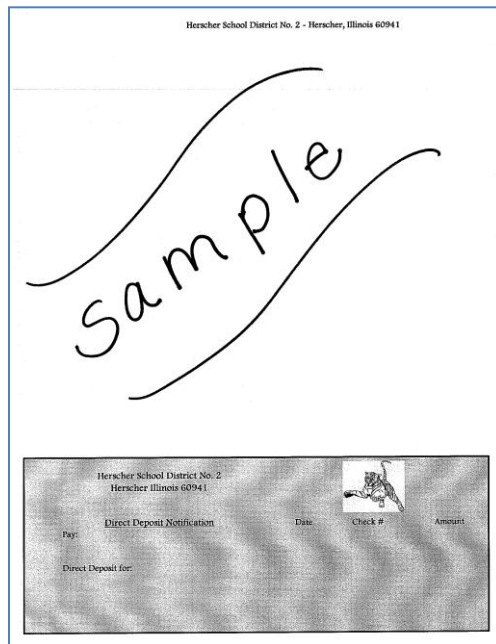 Herscher School District No. 2 - Herscher, Illinois 60941
sample
Herscher School District No. 2
Herscher Illinois 60941
Direct Deposit Notification Date Check # Amount
Pay:
Direct Deposit for: